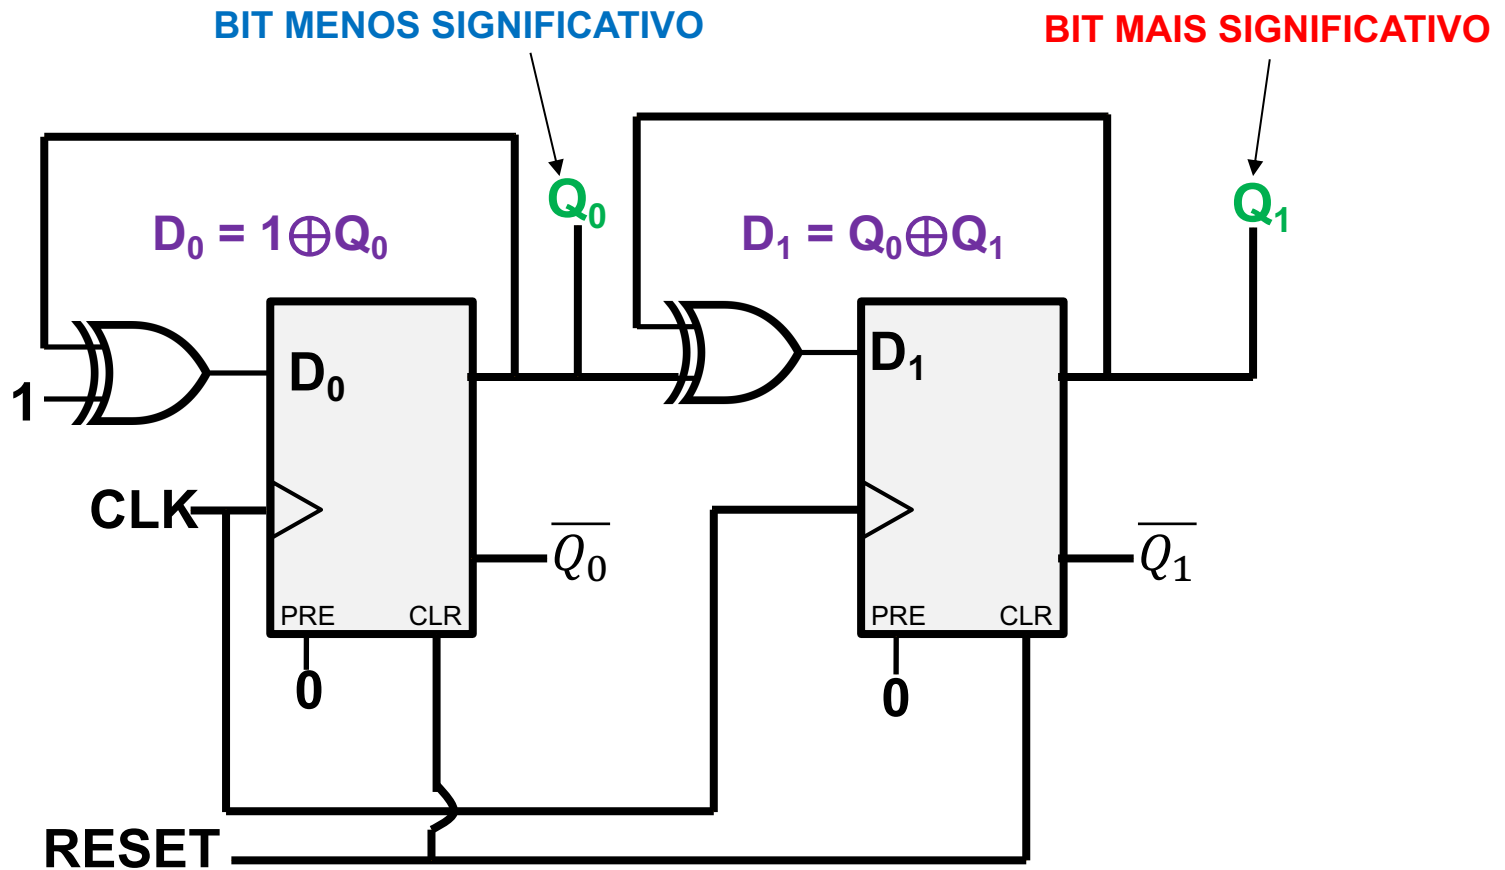 BIT MENOS SIGNIFICATIVO
BIT MAIS SIGNIFICATIVO
Q₀
Q₁
D₀ = 1⊕Q₀
D₁ = Q₀⊕Q₁
D₀
D₁
1
CLK
Q̅₀
Q̅₁
PRE CLR
PRE CLR
0
0
RESET